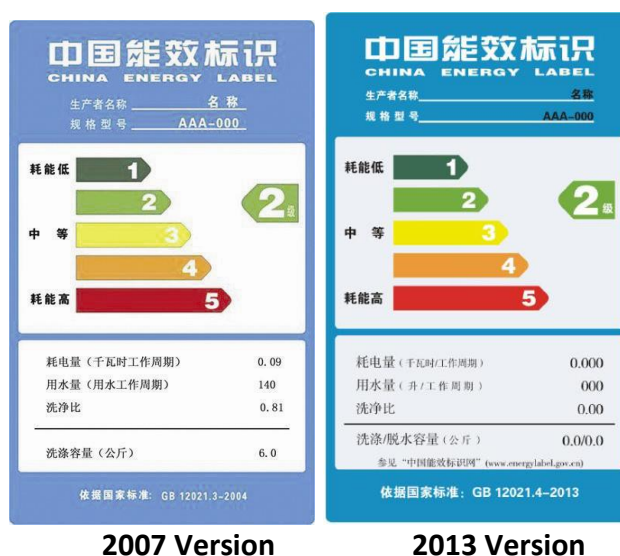 中国能效标识
CHINA ENERGY LABEL
生产者名称 名 称
规格型号 AAA-000
耗能低
1
2
2级
中 等
3
4
耗能高
5
耗电量（千瓦时工作周期） 0.09
用水量（用水工作周期） 140
洗净比 0.81
洗涤容量（公斤） 6.0
依据国家标准: GB 12021.3-2004
2007 Version
中国能效标识
CHINA ENERGY LABEL
生产者名称 名称
规格型号 AAA-000
耗能低
1
2
2级
中 等
3
4
耗能高
5
耗电量（千瓦时/工作周期） 0.000
用水量（升/工作周期） 000
洗净比 0.00
洗涤/脱水容量（公斤） 0.0/0.0
参见“中国能效标识网”(www.energylabel.gov.cn)
依据国家标准: GB 12021.4-2013
2013 Version